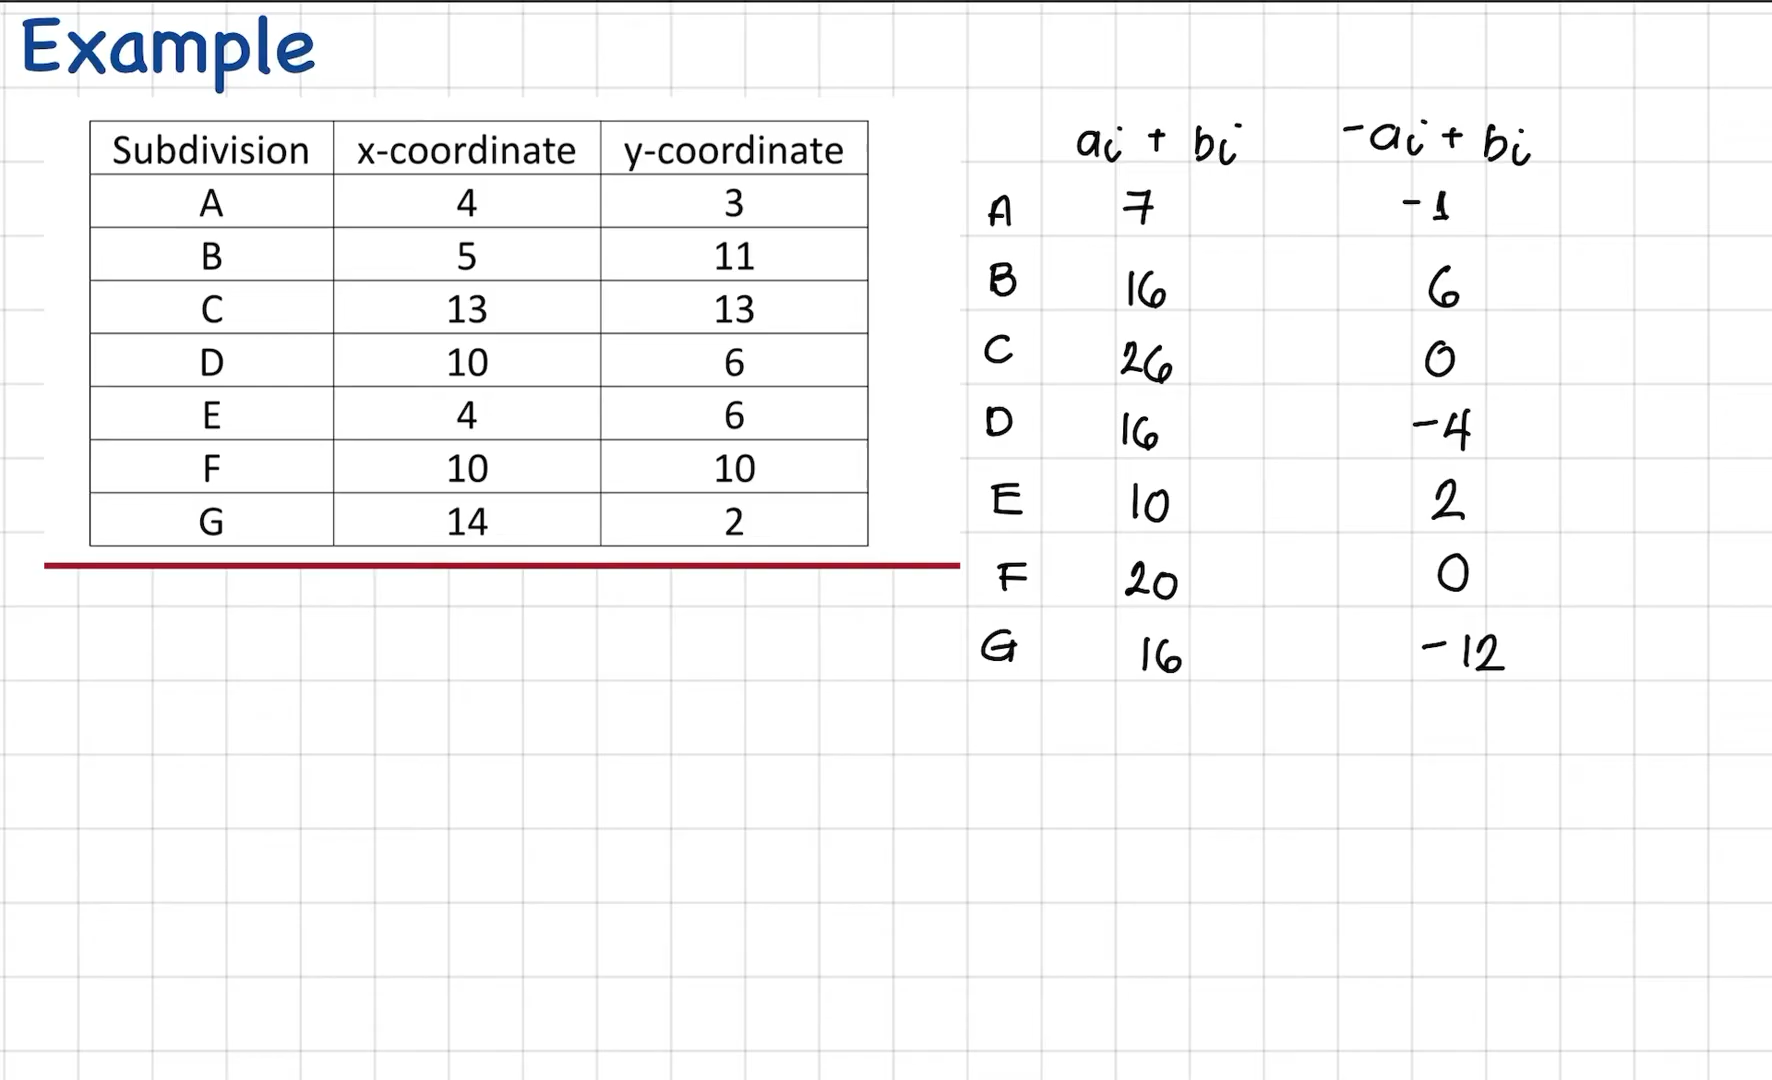 Example
Subdivision x-coordinate y-coordinate
A 4 3
B 5 11
C 13 13
D 10 6
E 4 6
F 10 10
G 14 2
ai + bi -ai + bi
A 7 -1
B 16 6
C 26 0
D 16 -4
E 10 2
F 20 0
G 16 -12